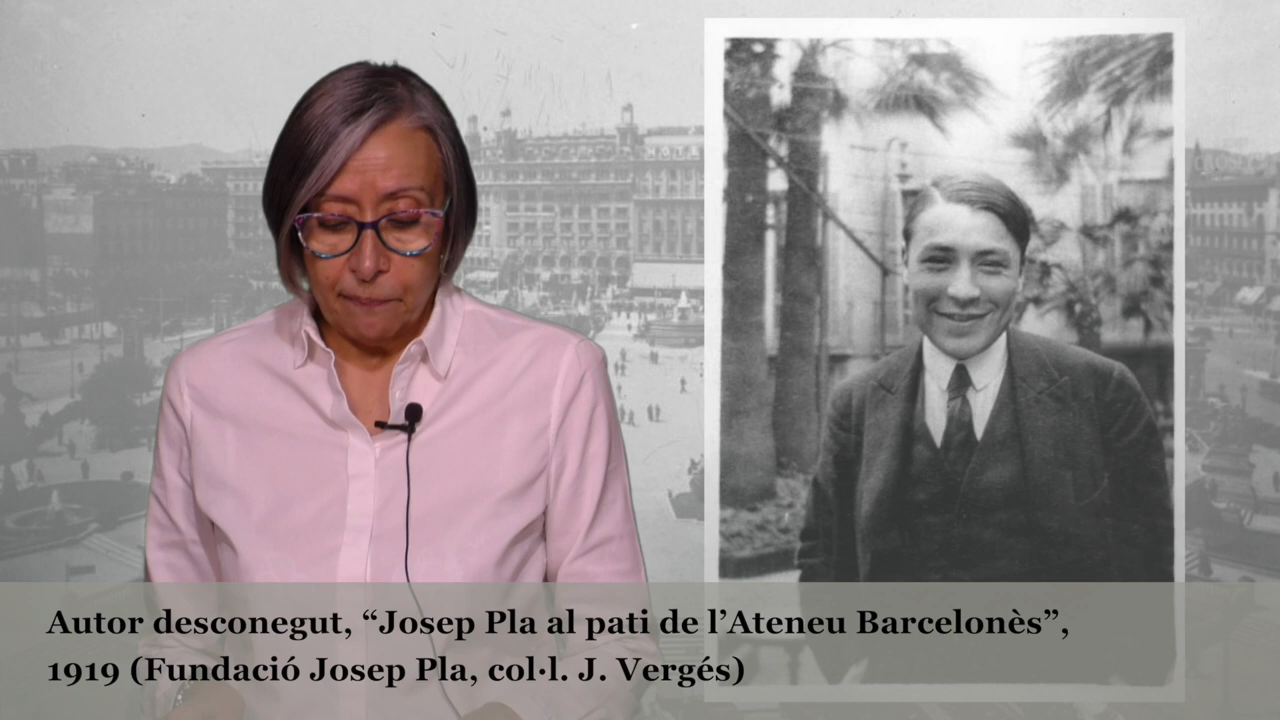 Autor desconegut, “Josep Pla al pati de l’Ateneu Barcelonès”,
1919 (Fundació Josep Pla, col·l. J. Vergés)